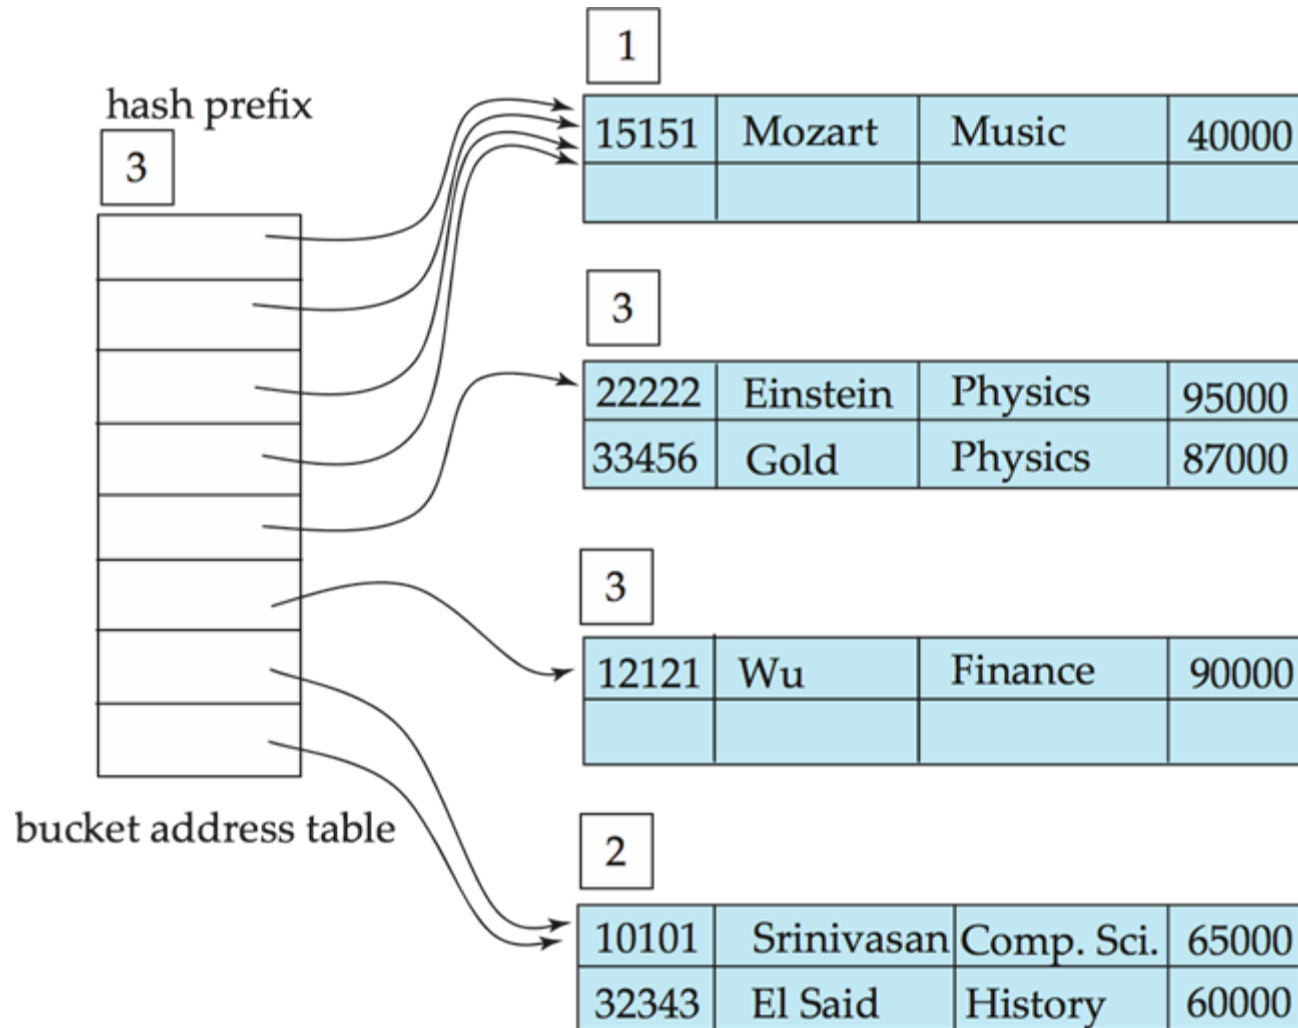 1
hash prefix
3
15151 Mozart Music 40000
3
22222 Einstein Physics 95000
33456 Gold Physics 87000
3
12121 Wu Finance 90000
bucket address table
2
10101 Srinivasan Comp. Sci. 65000
32343 El Said History 60000